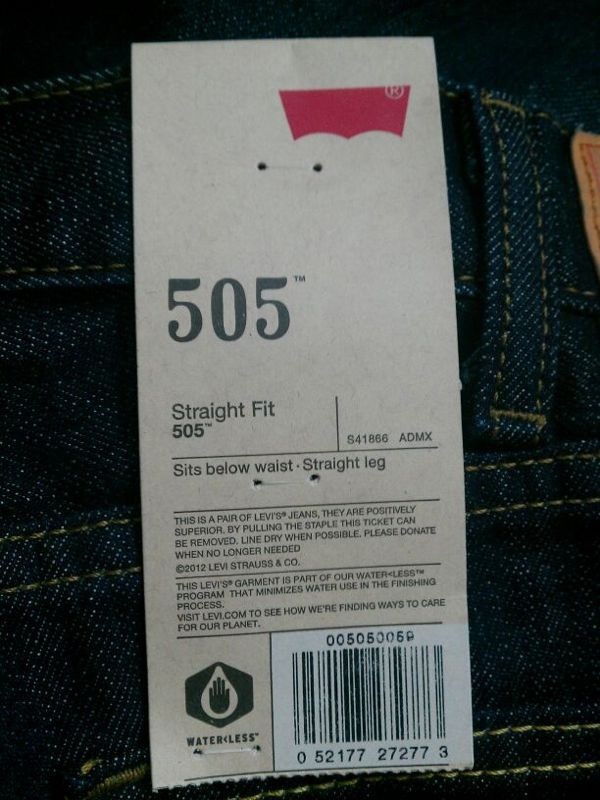 ®
505™
Straight Fit
505™
S41866 ADMX
Sits below waist · Straight leg
THIS IS A PAIR OF LEVI'S® JEANS, THEY ARE POSITIVELY
SUPERIOR. BY PULLING THE STAPLE THIS TICKET CAN
BE REMOVED. LINE DRY WHEN POSSIBLE. PLEASE DONATE
WHEN NO LONGER NEEDED
©2012 LEVI STRAUSS & CO.
THIS LEVI'S® GARMENT IS PART OF OUR WATER<LESS™
PROGRAM THAT MINIMIZES WATER USE IN THE FINISHING
PROCESS.
VISIT LEVI.COM TO SEE HOW WE'RE FINDING WAYS TO CARE
FOR OUR PLANET.
WATER<LESS™
0 52177 27277 3